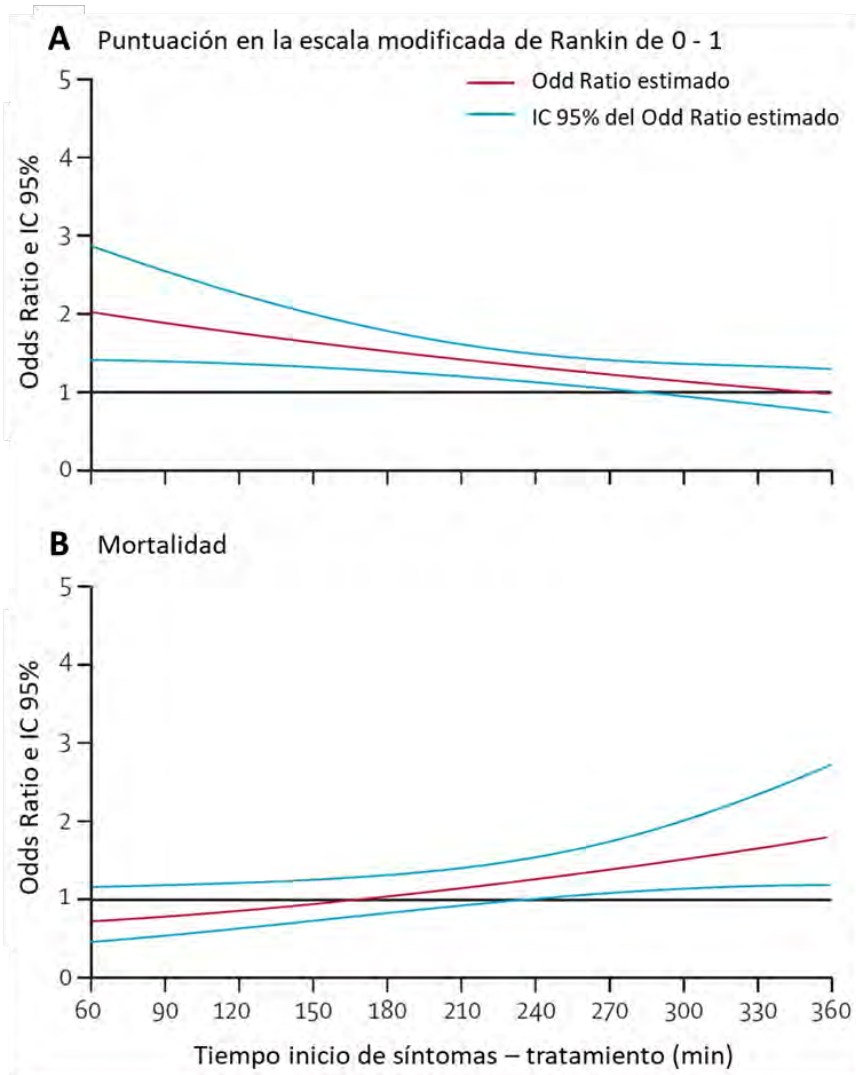 A Puntuación en la escala modificada de Rankin de 0 - 1
Odd Ratio estimado
IC 95% del Odd Ratio estimado
Odds Ratio e IC 95%
5
4
3
2
1
0
B Mortalidad
Odds Ratio e IC 95%
5
4
3
2
1
0
60 90 120 150 180 210 240 270 300 330 360
Tiempo inicio de síntomas – tratamiento (min)